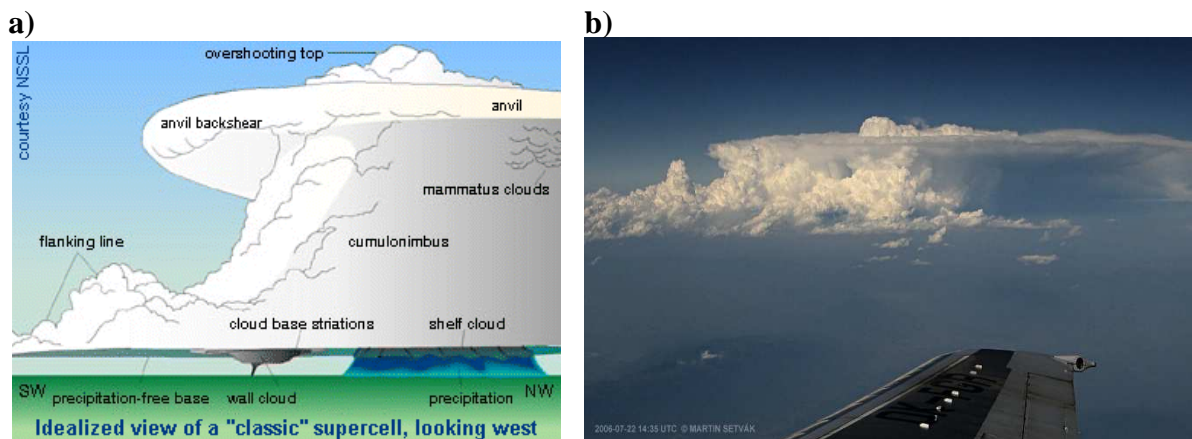 a)
b)
courtesy NSSL
overshooting top
anvil
anvil backshear
mammatus clouds
flanking line
cumulonimbus
cloud base striations
shelf cloud
SW
precipitation-free base
wall cloud
precipitation
NW
Idealized view of a "classic" supercell, looking west
2006-07-22 14:35 UTC © MARTIN SETVÁK